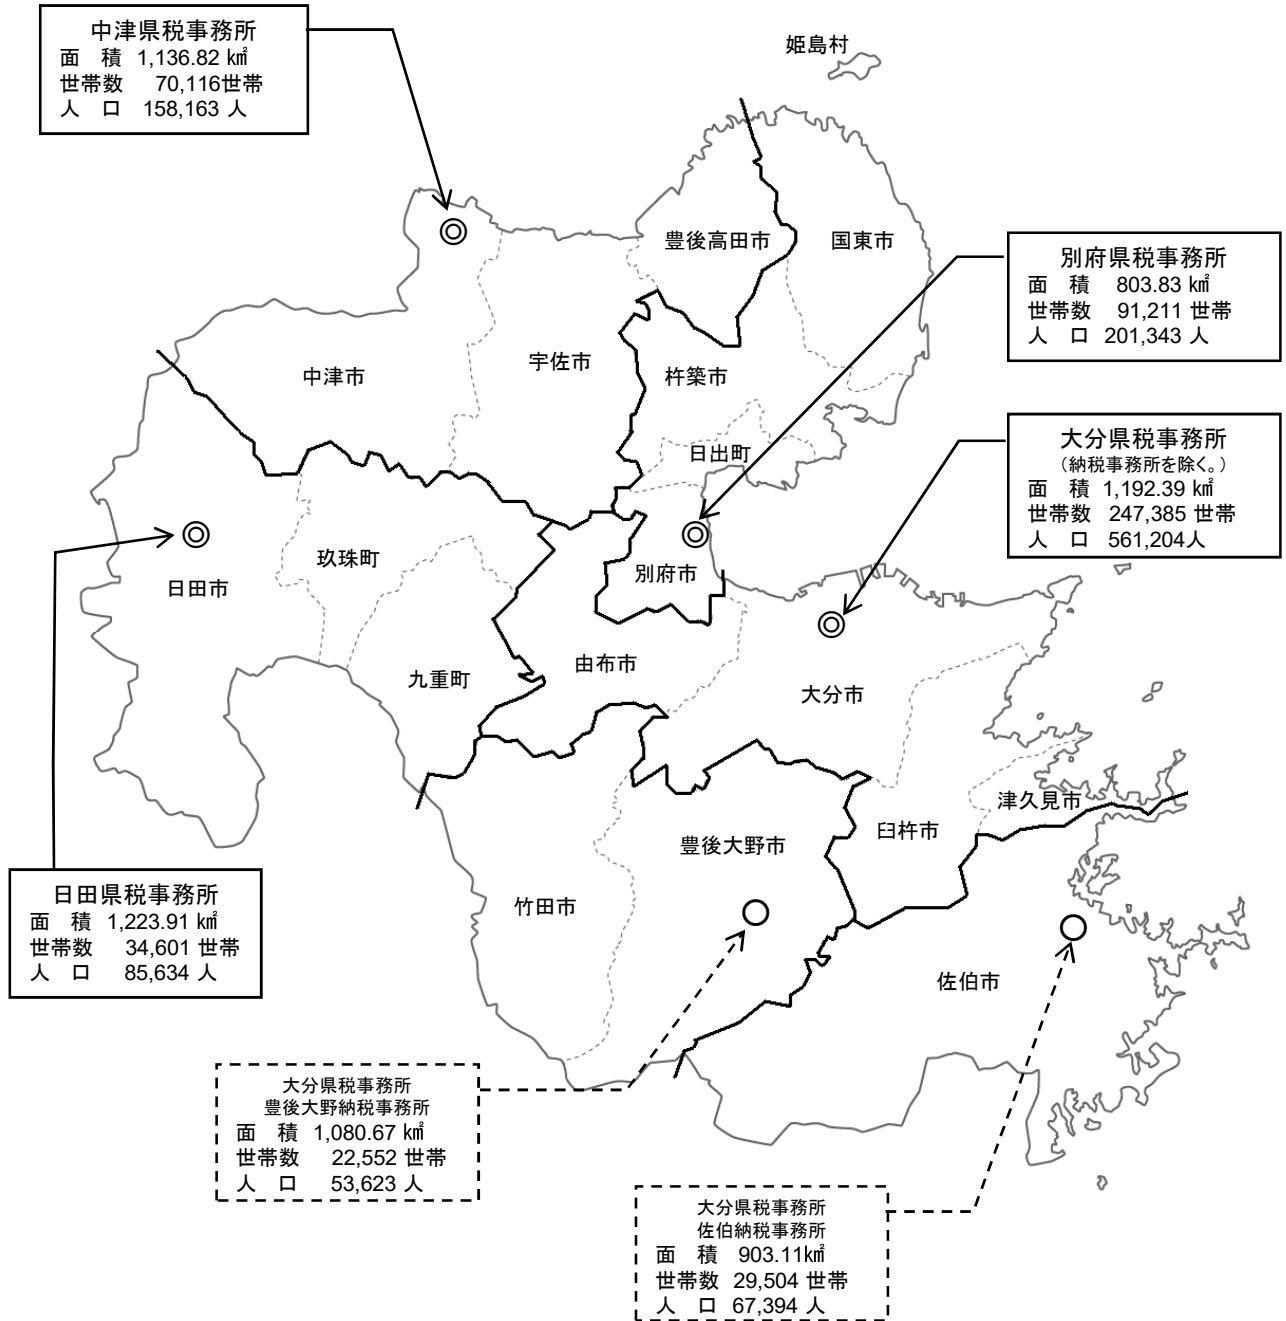 中津県税事務所
面 積 1,136.82 ㎢
世帯数 70,116世帯
人 口 158,163 人
姫島村
豊後高田市
国東市
別府県税事務所
面 積 803.83 ㎢
世帯数 91,211 世帯
人 口 201,343 人
中津市
宇佐市
杵築市
日出町
大分県税事務所
（納税事務所を除く。）
面 積 1,192.39 ㎢
世帯数 247,385 世帯
人 口 561,204人
日田市
玖珠町
別府市
九重町
由布市
大分市
津久見市
臼杵市
豊後大野市
竹田市
佐伯市
日田県税事務所
面 積 1,223.91 ㎢
世帯数 34,601 世帯
人 口 85,634 人
大分県税事務所
豊後大野納税事務所
面 積 1,080.67 ㎢
世帯数 22,552 世帯
人 口 53,623 人
大分県税事務所
佐伯納税事務所
面 積 903.11㎢
世帯数 29,504 世帯
人 口 67,394 人